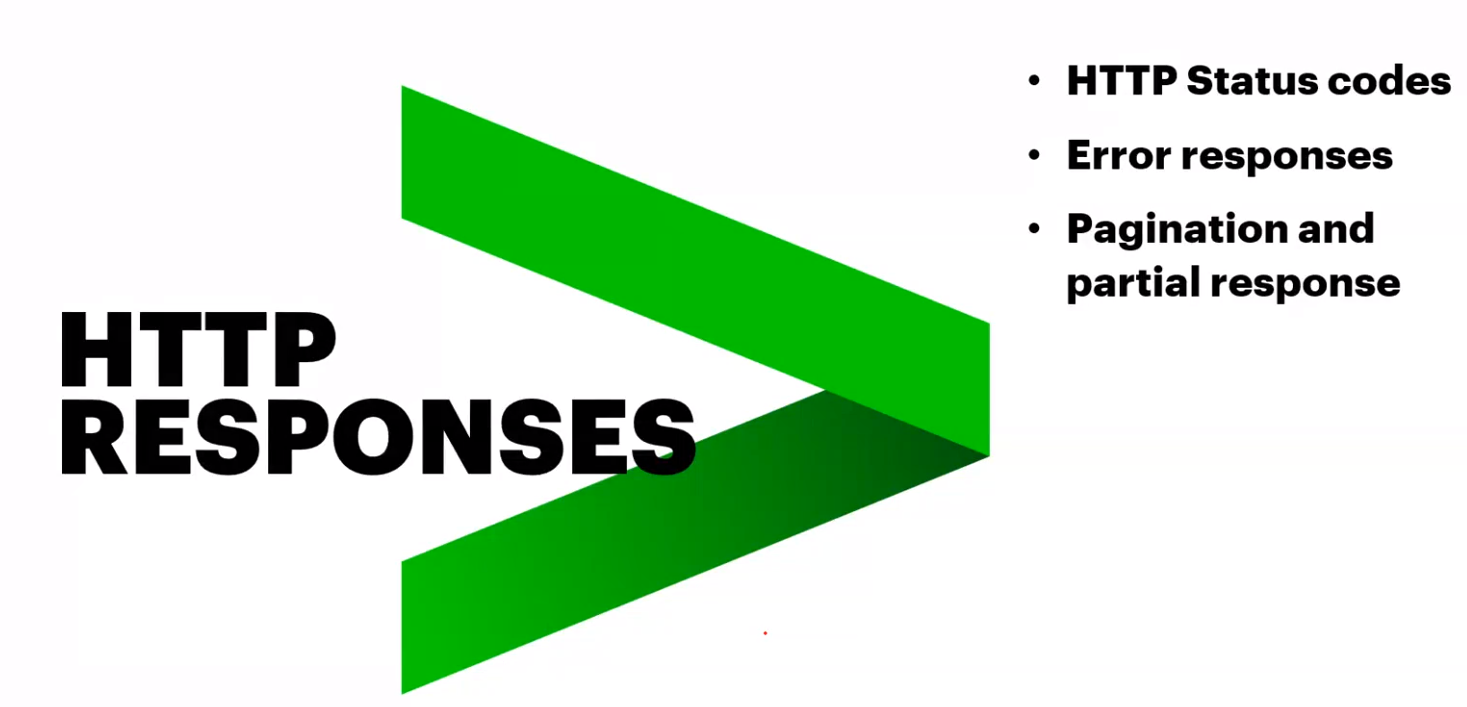 HTTP
RESPONSES
• HTTP Status codes
• Error responses
• Pagination and
partial response